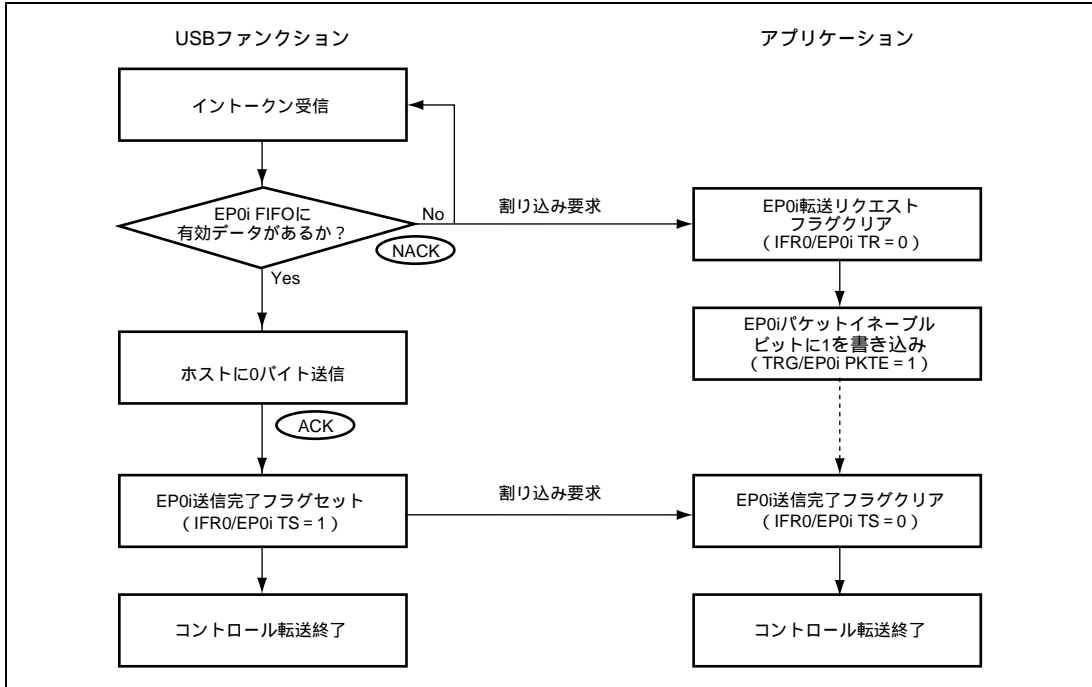 USBファンクション
アプリケーション
イントークン受信
EP0i FIFOに
有効データがあるか？
No
NACK
Yes
割り込み要求
EP0i転送リクエスト
フラグクリア
（IFR0/EP0i TR = 0）
EP0iパケットイネーブル
ビットに1を書き込み
（TRG/EP0i PKTE = 1）
ホストに0バイト送信
ACK
EP0i送信完了フラグセット
（IFR0/EP0i TS = 1）
割り込み要求
EP0i送信完了フラグクリア
（IFR0/EP0i TS = 0）
コントロール転送終了
コントロール転送終了